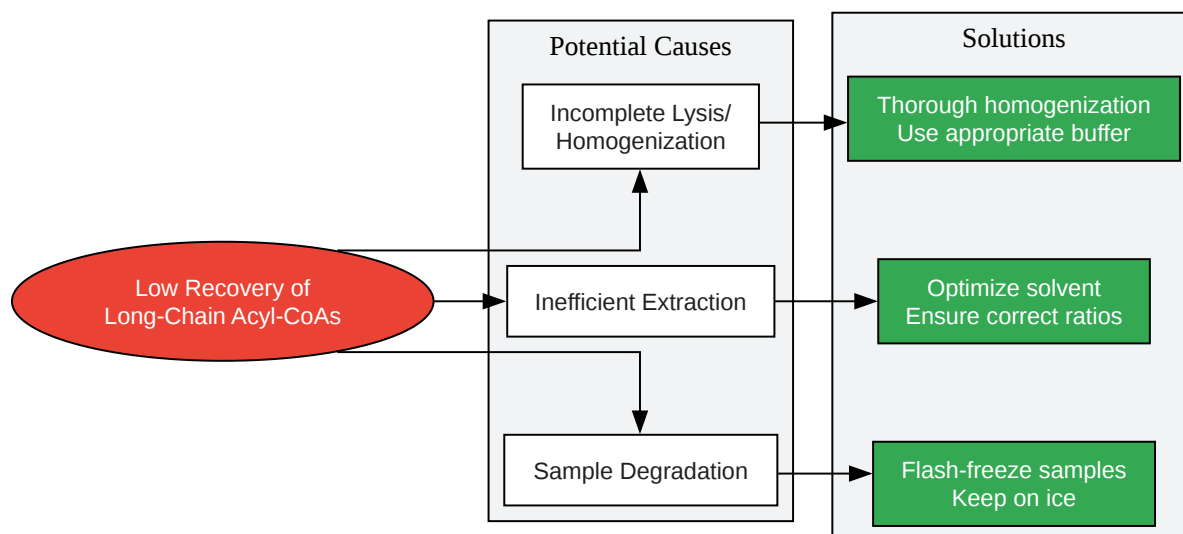 Potential Causes
Solutions
Incomplete Lysis/
Homogenization
Thorough homogenization
Use appropriate buffer
Low Recovery of
Long-Chain Acyl-CoAs
Inefficient Extraction
Optimize solvent
Ensure correct ratios
Sample Degradation
Flash-freeze samples
Keep on ice